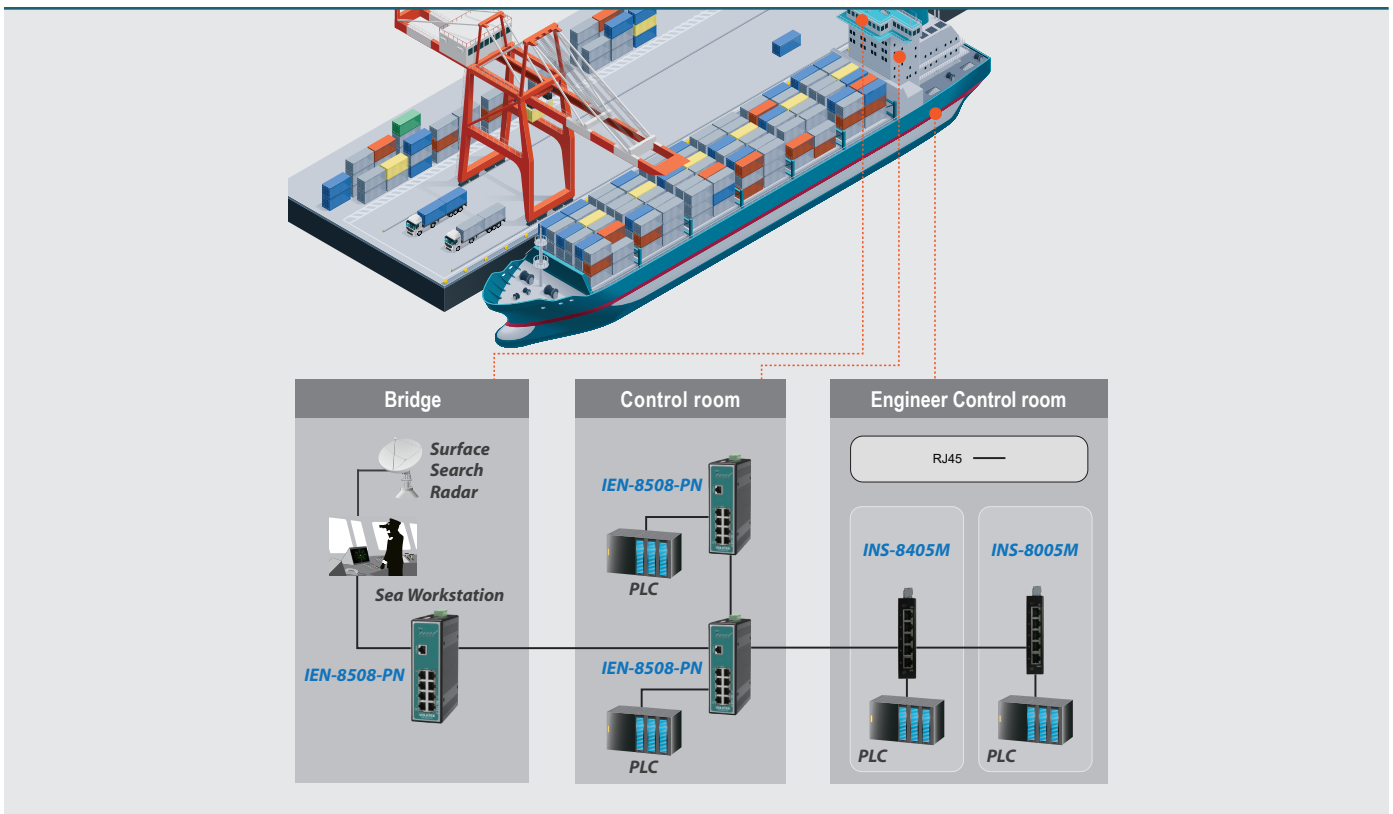 Bridge
Surface
Search
Radar
Sea Workstation
IEN-8508-PN
Control room
IEN-8508-PN
PLC
IEN-8508-PN
PLC
Engineer Control room
RJ45
INS-8405M
INS-8005M
PLC
PLC